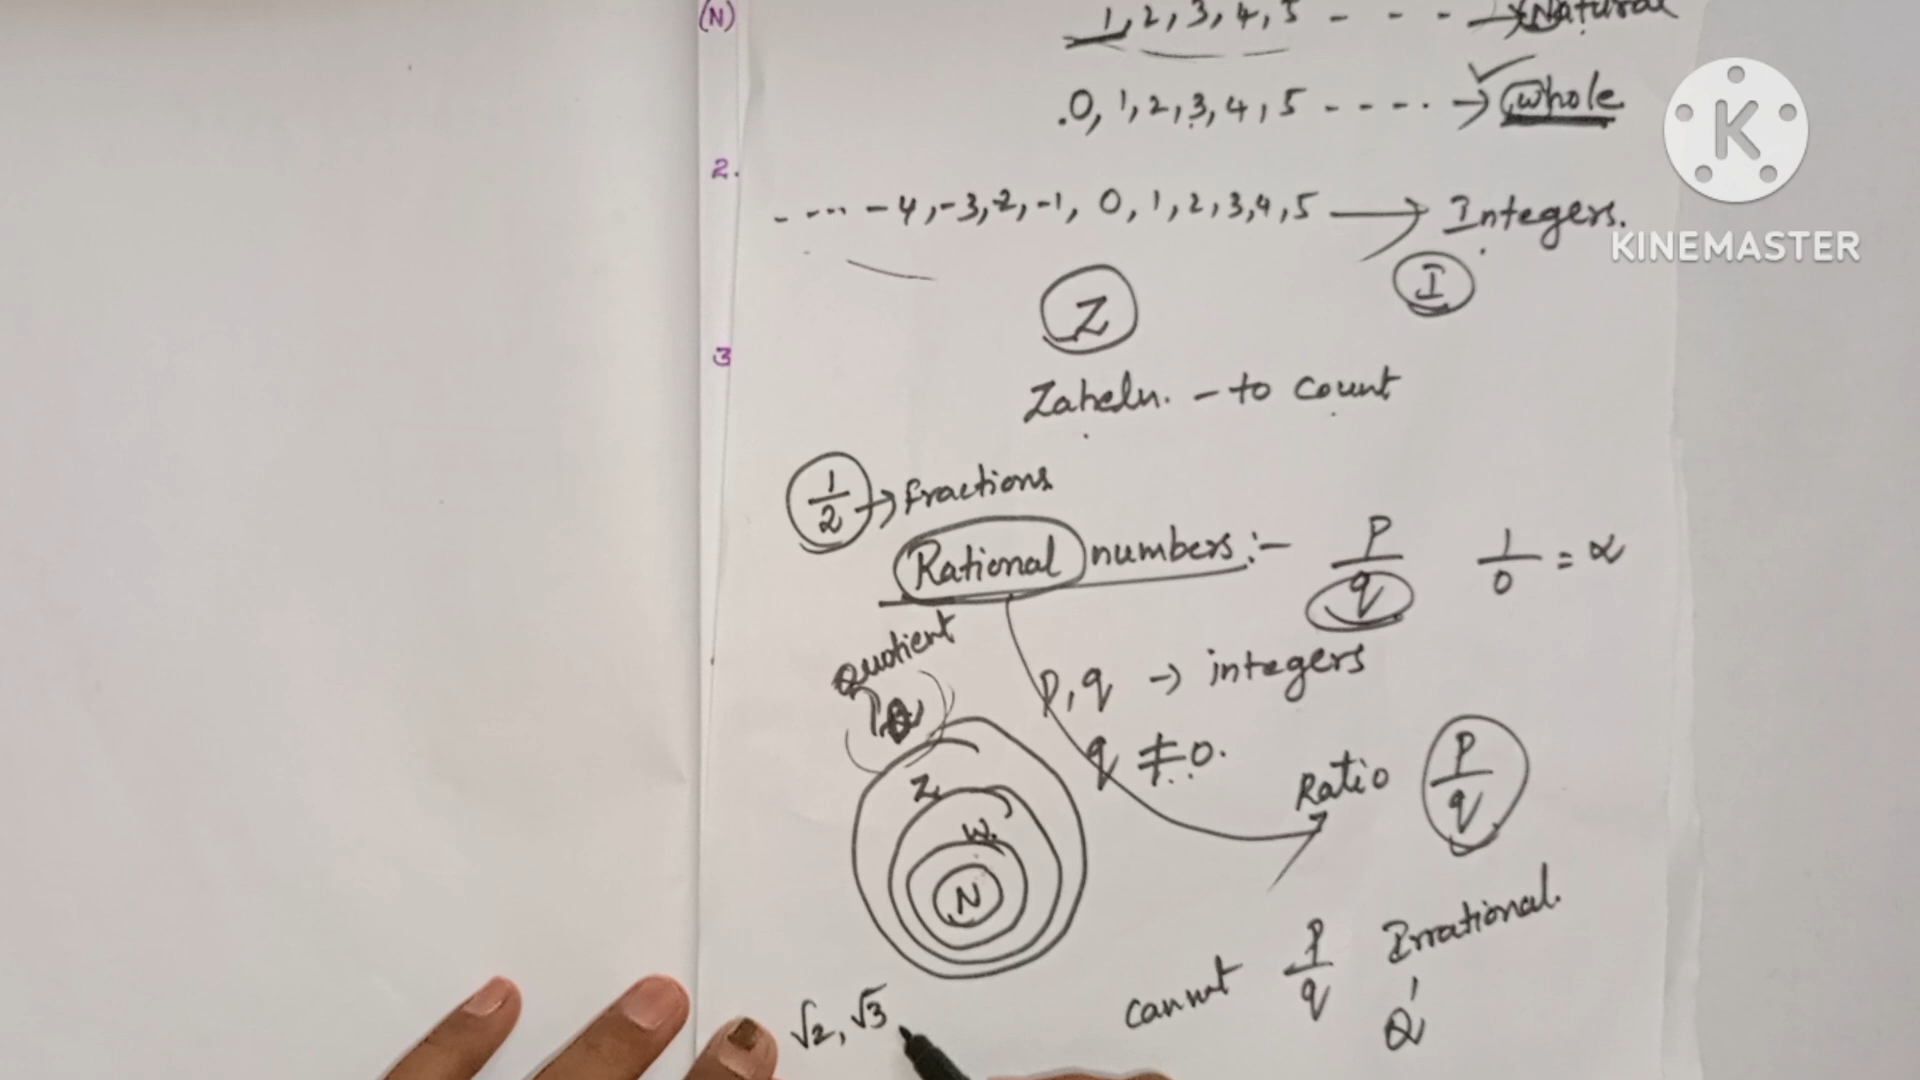 (N)
1, 2, 3, 4, 5 - - - → Natural
0, 1, 2, 3, 4, 5 - - - - → Whole
2.
- ---- -4, -3, -2, -1, 0, 1, 2, 3, 4, 5 → Integers.
KINEMASTER
I
Z
3
Zaheln. - to count
1/2 → fractions
Rational numbers :- P/q 1/0 = α
Quotient
p, q → integers
Q
q ≠ 0.
Ratio P/q
Z
W.
N
Irrational.
cannot P/q
Q'
√2, √3